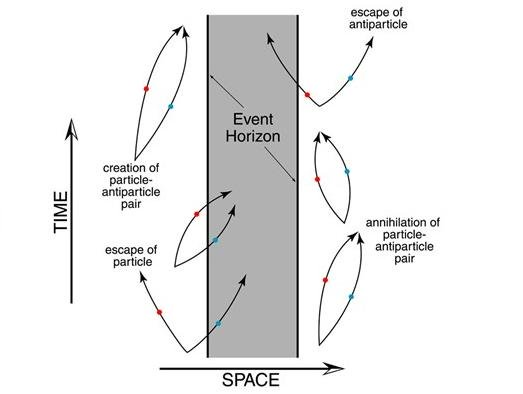 escape of
antiparticle
Event
Horizon
creation of
particle-
antiparticle
pair
TIME
annihilation of
particle-
antiparticle
pair
escape of
particle
SPACE